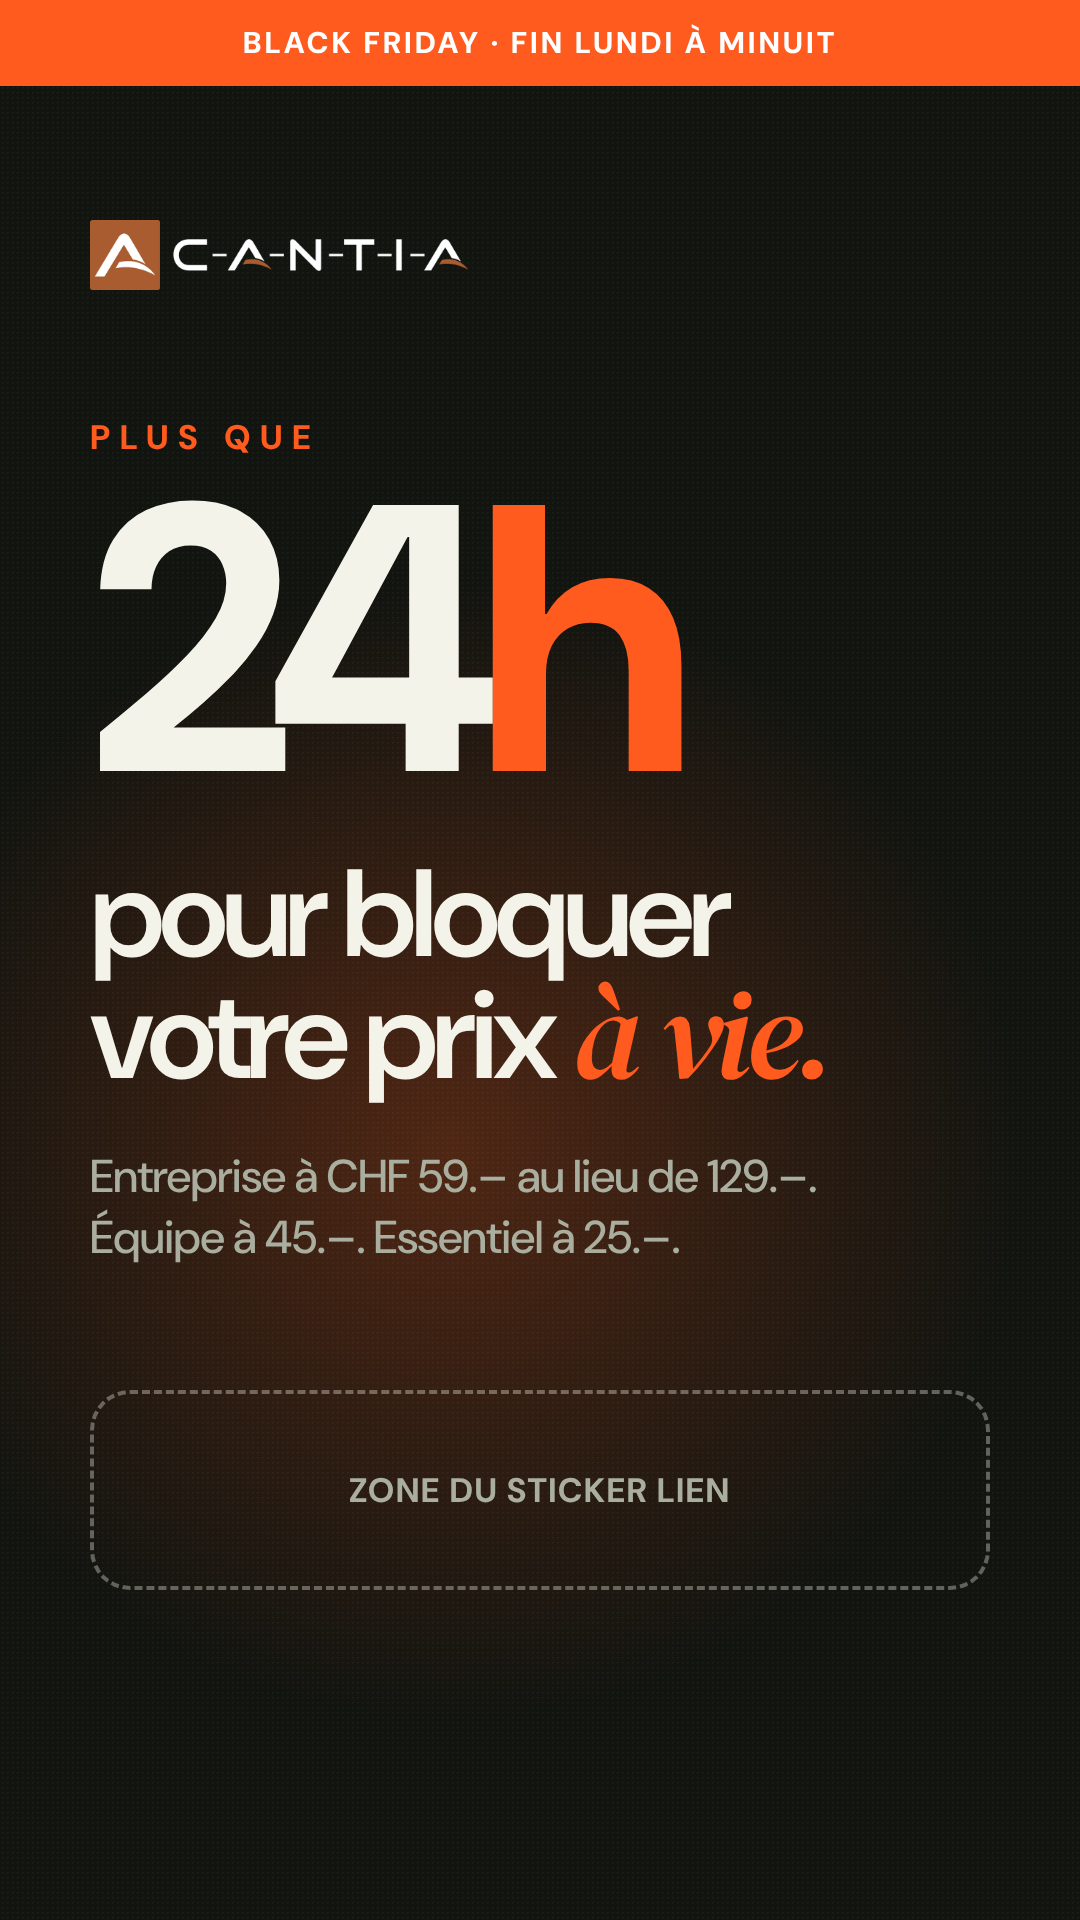 BLACK FRIDAY · FIN LUNDI À MINUIT
C-A-N-T-I-A
PLUS QUE
24h
pour bloquer
votre prix à vie.
Entreprise à CHF 59.– au lieu de 129.–.
Équipe à 45.–. Essentiel à 25.–.
ZONE DU STICKER LIEN